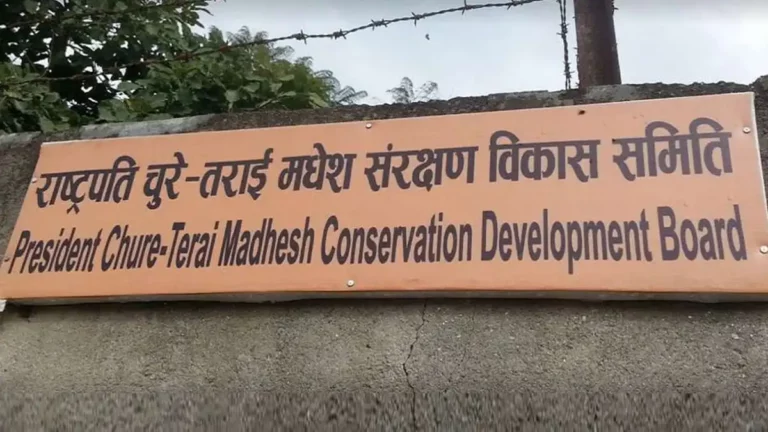 राष्ट्रपति चुरे-तराई मधेश संरक्षण विकास समिति
President Chure-Terai Madhesh Conservation Development Board